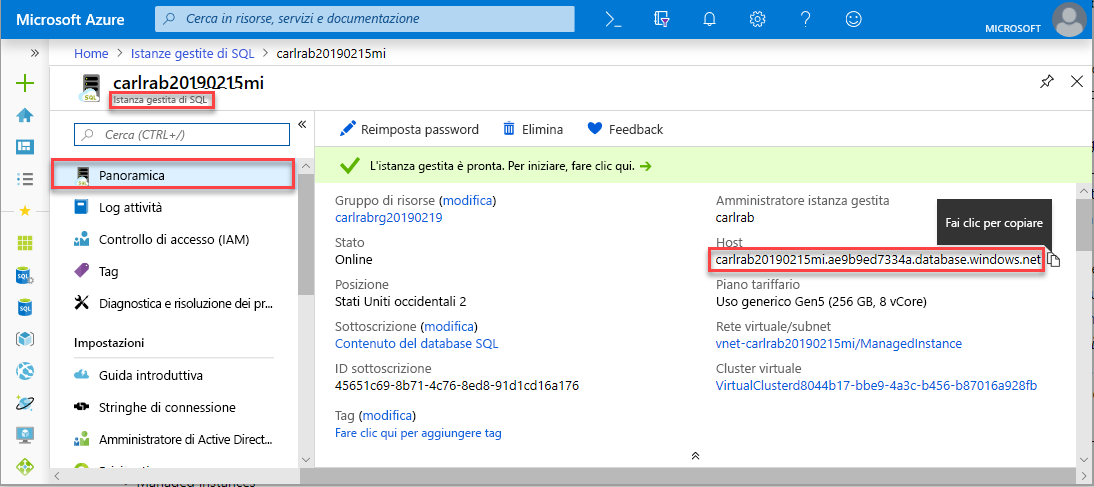 Microsoft Azure
Cerca in risorse, servizi e documentazione
MICROSOFT
Home > Istanze gestite di SQL > carlrab20190215mi
carlrab20190215mi
Istanza gestita di SQL
Cerca (CTRL+/)
Panoramica
Log attività
Controllo di accesso (IAM)
Tag
Diagnostica e risoluzione dei pr...
Impostazioni
Guida introduttiva
Stringhe di connessione
Amministratore di Active Direct...
Reimposta password
Elimina
Feedback
L'istanza gestita è pronta. Per iniziare, fare clic qui.
Gruppo di risorse (modifica)
carlrabrg20190219
Stato
Online
Posizione
Stati Uniti occidentali 2
Sottoscrizione (modifica)
Contenuto del database SQL
ID sottoscrizione
45651c69-8b71-4c76-8ed8-91d1cd16a176
Tag (modifica)
Fare clic qui per aggiungere tag
Amministratore istanza gestita
carlrab
Fai clic per copiare
Host
carlrab20190215mi.ae9b9ed7334a.database.windows.net
Piano tariffario
Uso generico Gen5 (256 GB, 8 vCore)
Rete virtuale/subnet
vnet-carlrab20190215mi/ManagedInstance
Cluster virtuale
VirtualClusterd8044b17-bbe9-4a3c-b456-b87016a928fb